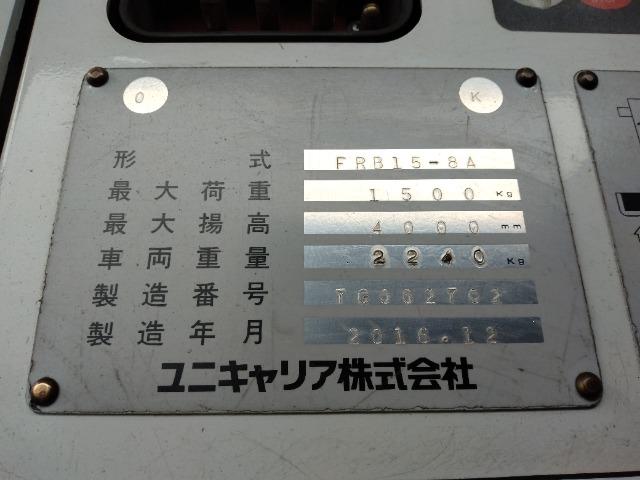 O K
形式 FRB15-8A
最大荷重 1500 Kg
最大揚高 4000 mm
車両重量 2240 Kg
製造番号
製造年月 2016.12
ユニキャリア株式会社